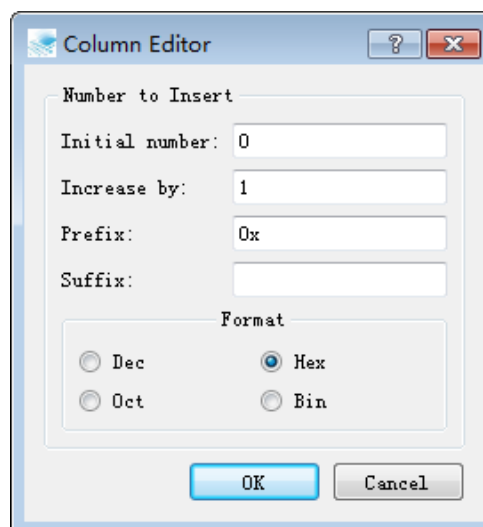 Column Editor
Number to Insert
Initial number: 0
Increase by: 1
Prefix: 0x
Suffix:
Format
Dec Hex
Oct Bin
OK Cancel